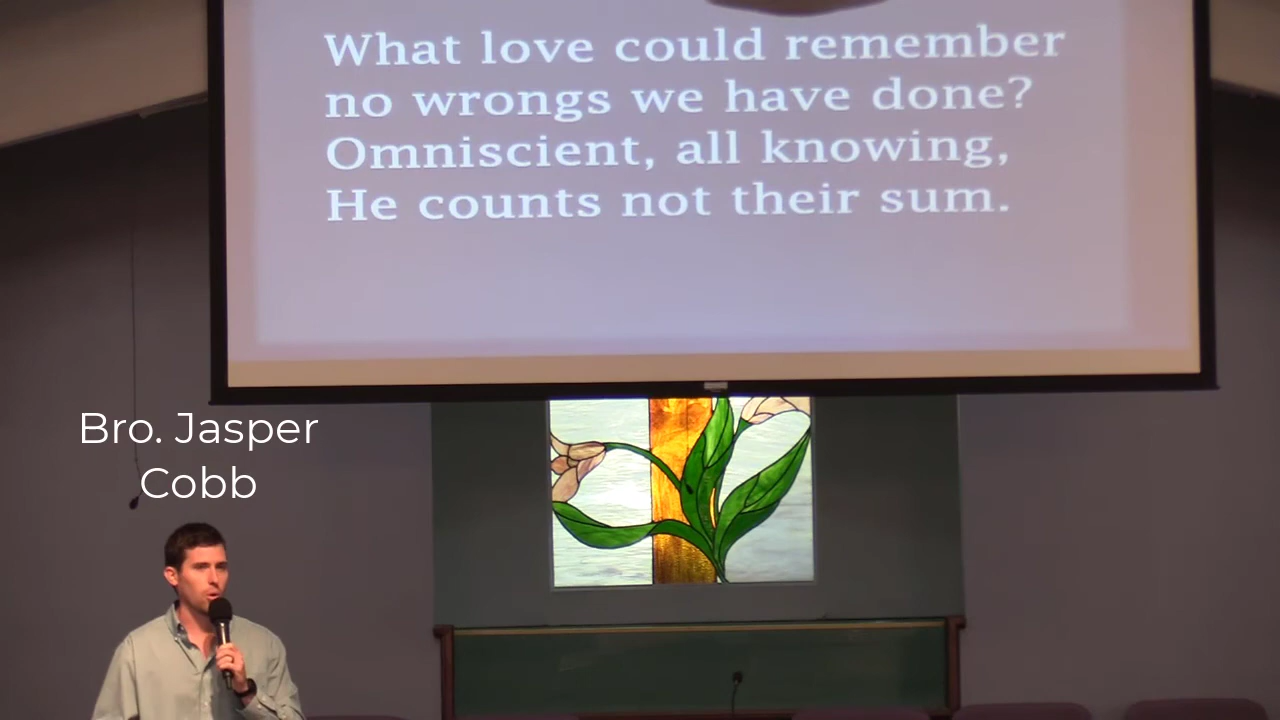 What love could remember
no wrongs we have done?
Omniscient, all knowing,
He counts not their sum.
Bro. Jasper
Cobb